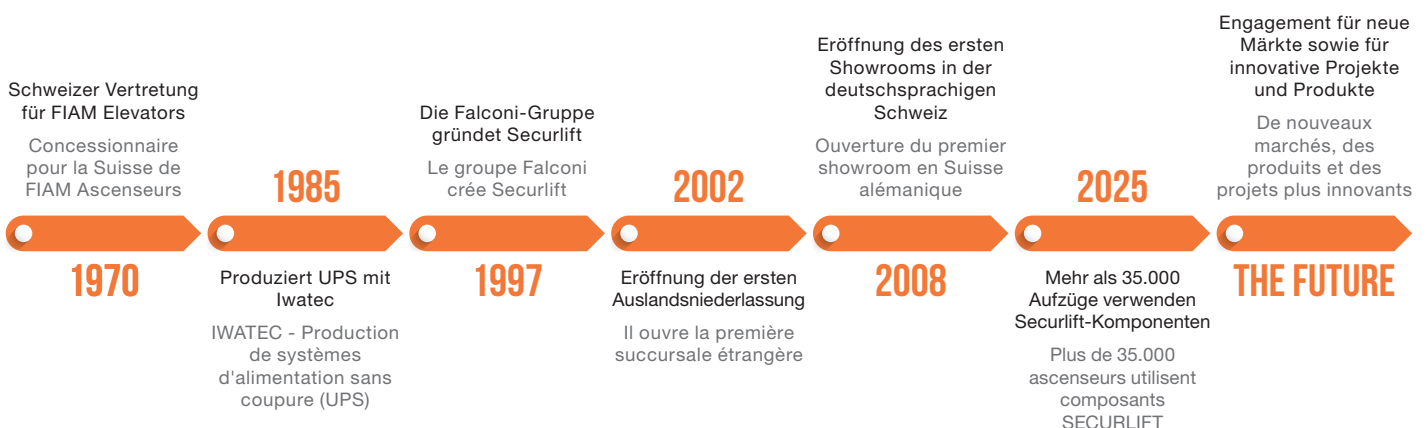 Schweizer Vertretung
für FIAM Elevators
Concessionnaire
pour la Suisse de
FIAM Ascenseurs
1970
1985
Produziert UPS mit
Iwatec
IWATEC - Production
de systèmes
d'alimentation sans
coupure (UPS)
Die Falconi-Gruppe
gründet Securlift
Le groupe Falconi
crée Securlift
1997
2002
Eröffnung der ersten
Auslandsniederlassung
Il ouvre la première
succursale étrangère
Eröffnung des ersten
Showrooms in der
deutschsprachigen
Schweiz
Ouverture du premier
showroom en Suisse
alémanique
2008
2025
Mehr als 35.000
Aufzüge verwenden
Securlift-Komponenten
Plus de 35.000
ascenseurs utilisent
composants
SECURLIFT
Engagement für neue
Märkte sowie für
innovative Projekte
und Produkte
De nouveaux
marchés, des
produits et des
projets plus innovants
THE FUTURE